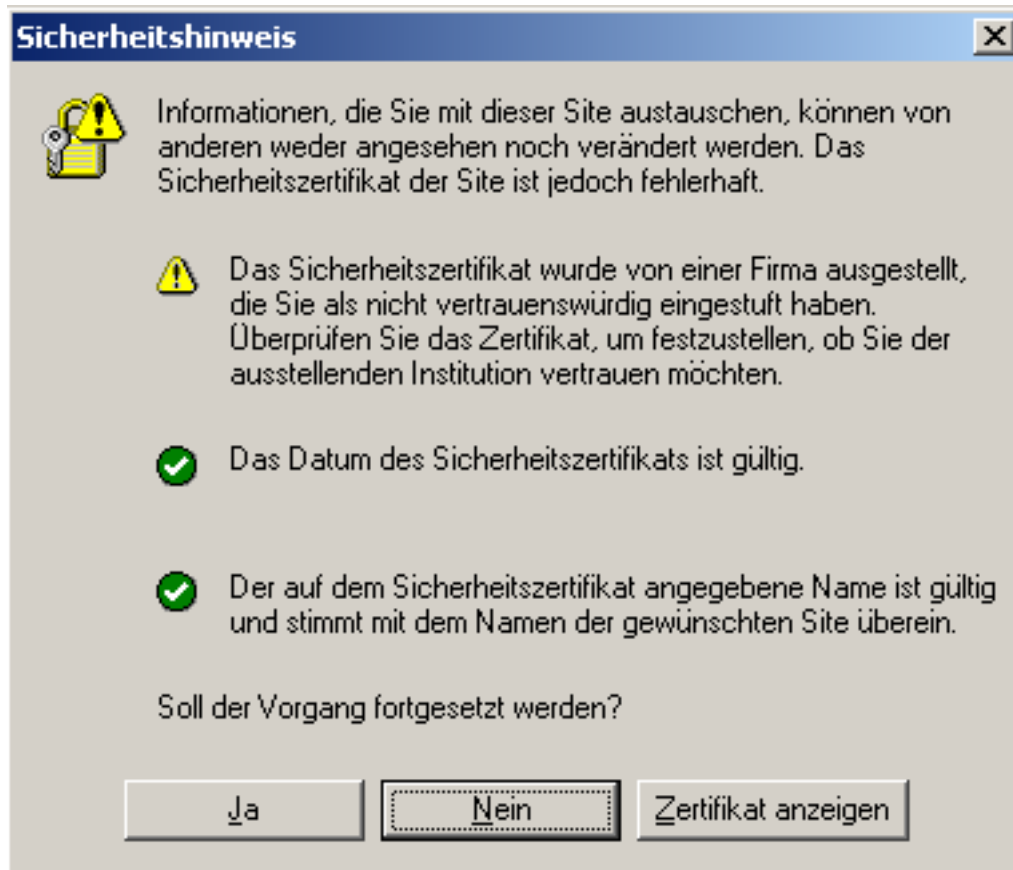 Sicherheitshinweis
Informationen, die Sie mit dieser Site austauschen, können von
anderen weder angesehen noch verändert werden. Das
Sicherheitszertifikat der Site ist jedoch fehlerhaft.
Das Sicherheitszertifikat wurde von einer Firma ausgestellt,
die Sie als nicht vertrauenswürdig eingestuft haben.
Überprüfen Sie das Zertifikat, um festzustellen, ob Sie der
ausstellenden Institution vertrauen möchten.
Das Datum des Sicherheitszertifikats ist gültig.
Der auf dem Sicherheitszertifikat angegebene Name ist gültig
und stimmt mit dem Namen der gewünschten Site überein.
Soll der Vorgang fortgesetzt werden?
Ja Nein Zertifikat anzeigen